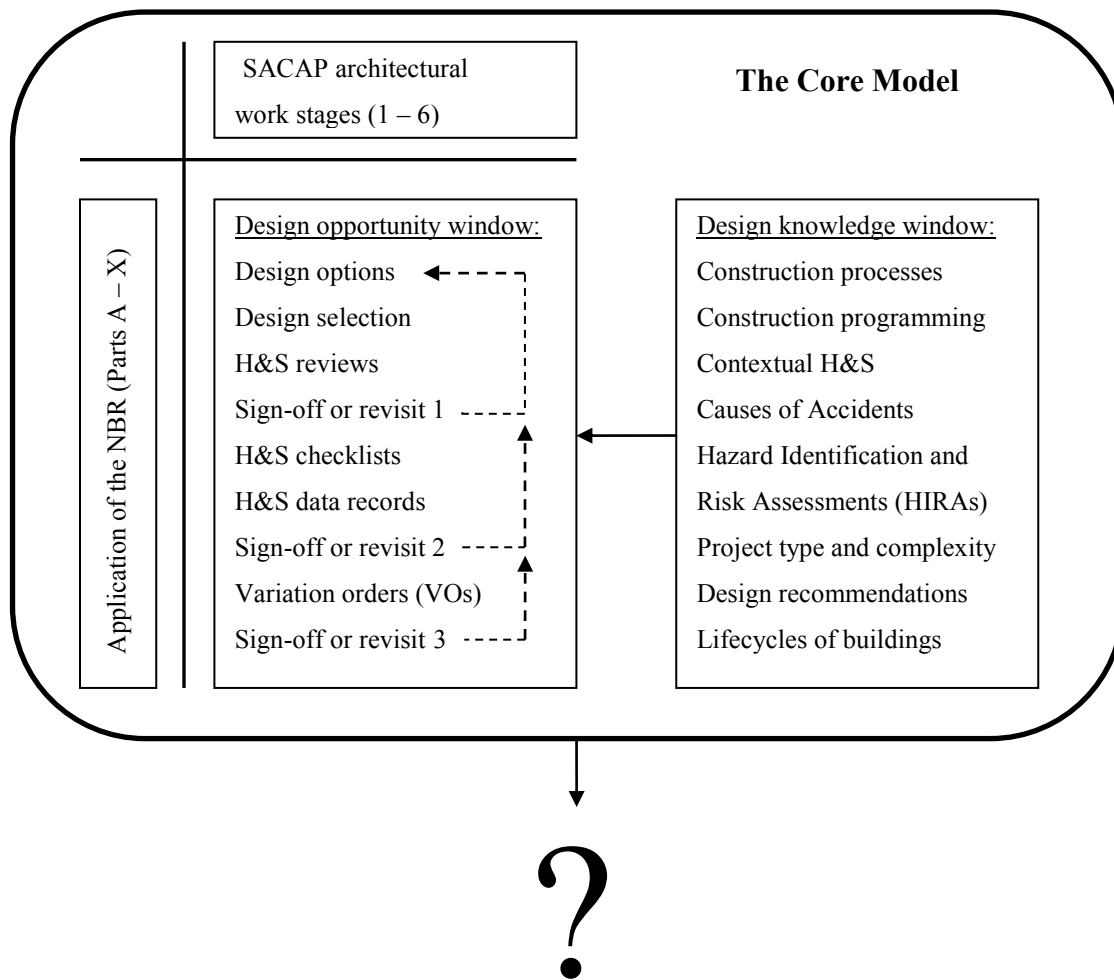 SACAP architectural
work stages (1 – 6)
The Core Model
Application of the NBR (Parts A – X)
Design opportunity window:
Design options
Design selection
H&S reviews
Sign-off or revisit 1
H&S checklists
H&S data records
Sign-off or revisit 2
Variation orders (VOs)
Sign-off or revisit 3
Design knowledge window:
Construction processes
Construction programming
Contextual H&S
Causes of Accidents
Hazard Identification and
Risk Assessments (HIRAs)
Project type and complexity
Design recommendations
Lifecycles of buildings
?